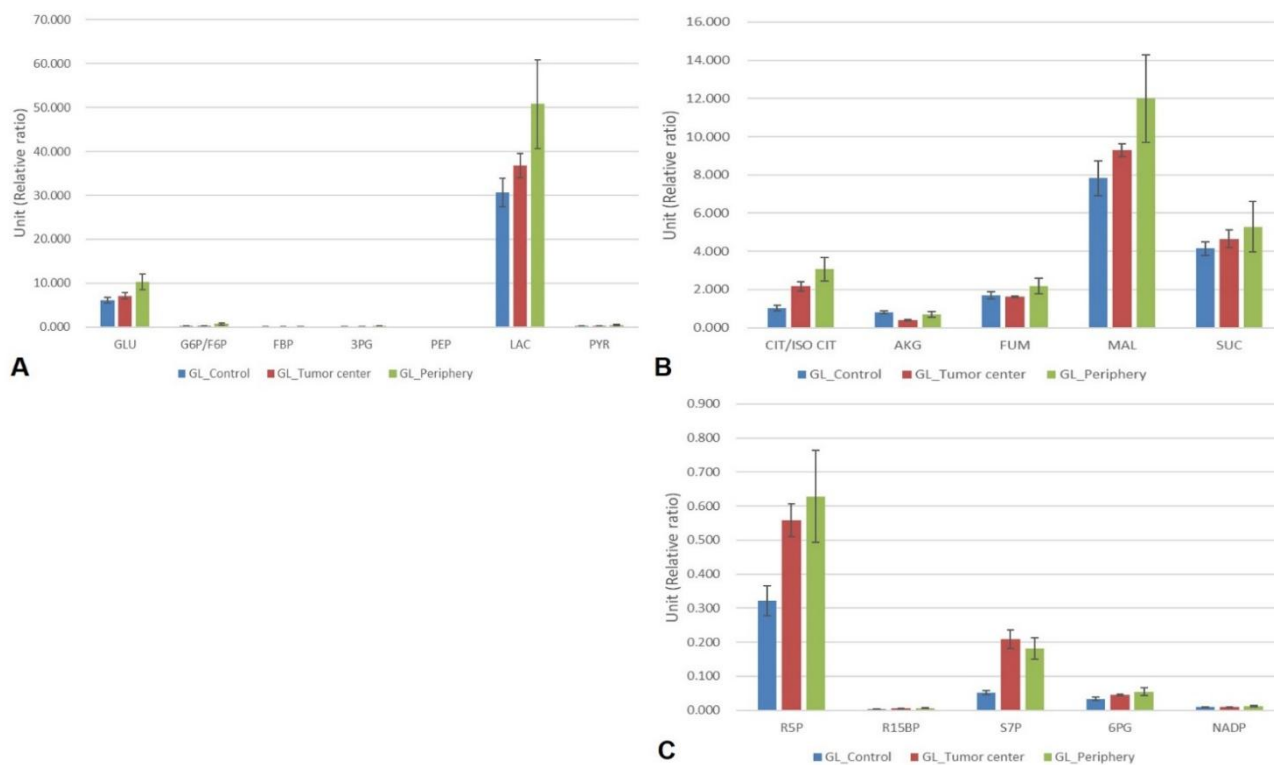 70.000
60.000
50.000
40.000
30.000
20.000
10.000
0.000
Unit (Relative ratio)
GLU G6P/F6P FBP 3PG PEP LAC PYR
GL_Control GL_Tumor center GL_Periphery
A
16.000
14.000
12.000
10.000
8.000
6.000
4.000
2.000
0.000
Unit (Relative ratio)
CIT/ISO CIT AKG FUM MAL SUC
GL_Control GL_Tumor center GL_Periphery
B
0.900
0.800
0.700
0.600
0.500
0.400
0.300
0.200
0.100
0.000
Unit (Relative ratio)
R5P R15BP S7P 6PG NADP
GL_Control GL_Tumor center GL_Periphery
C